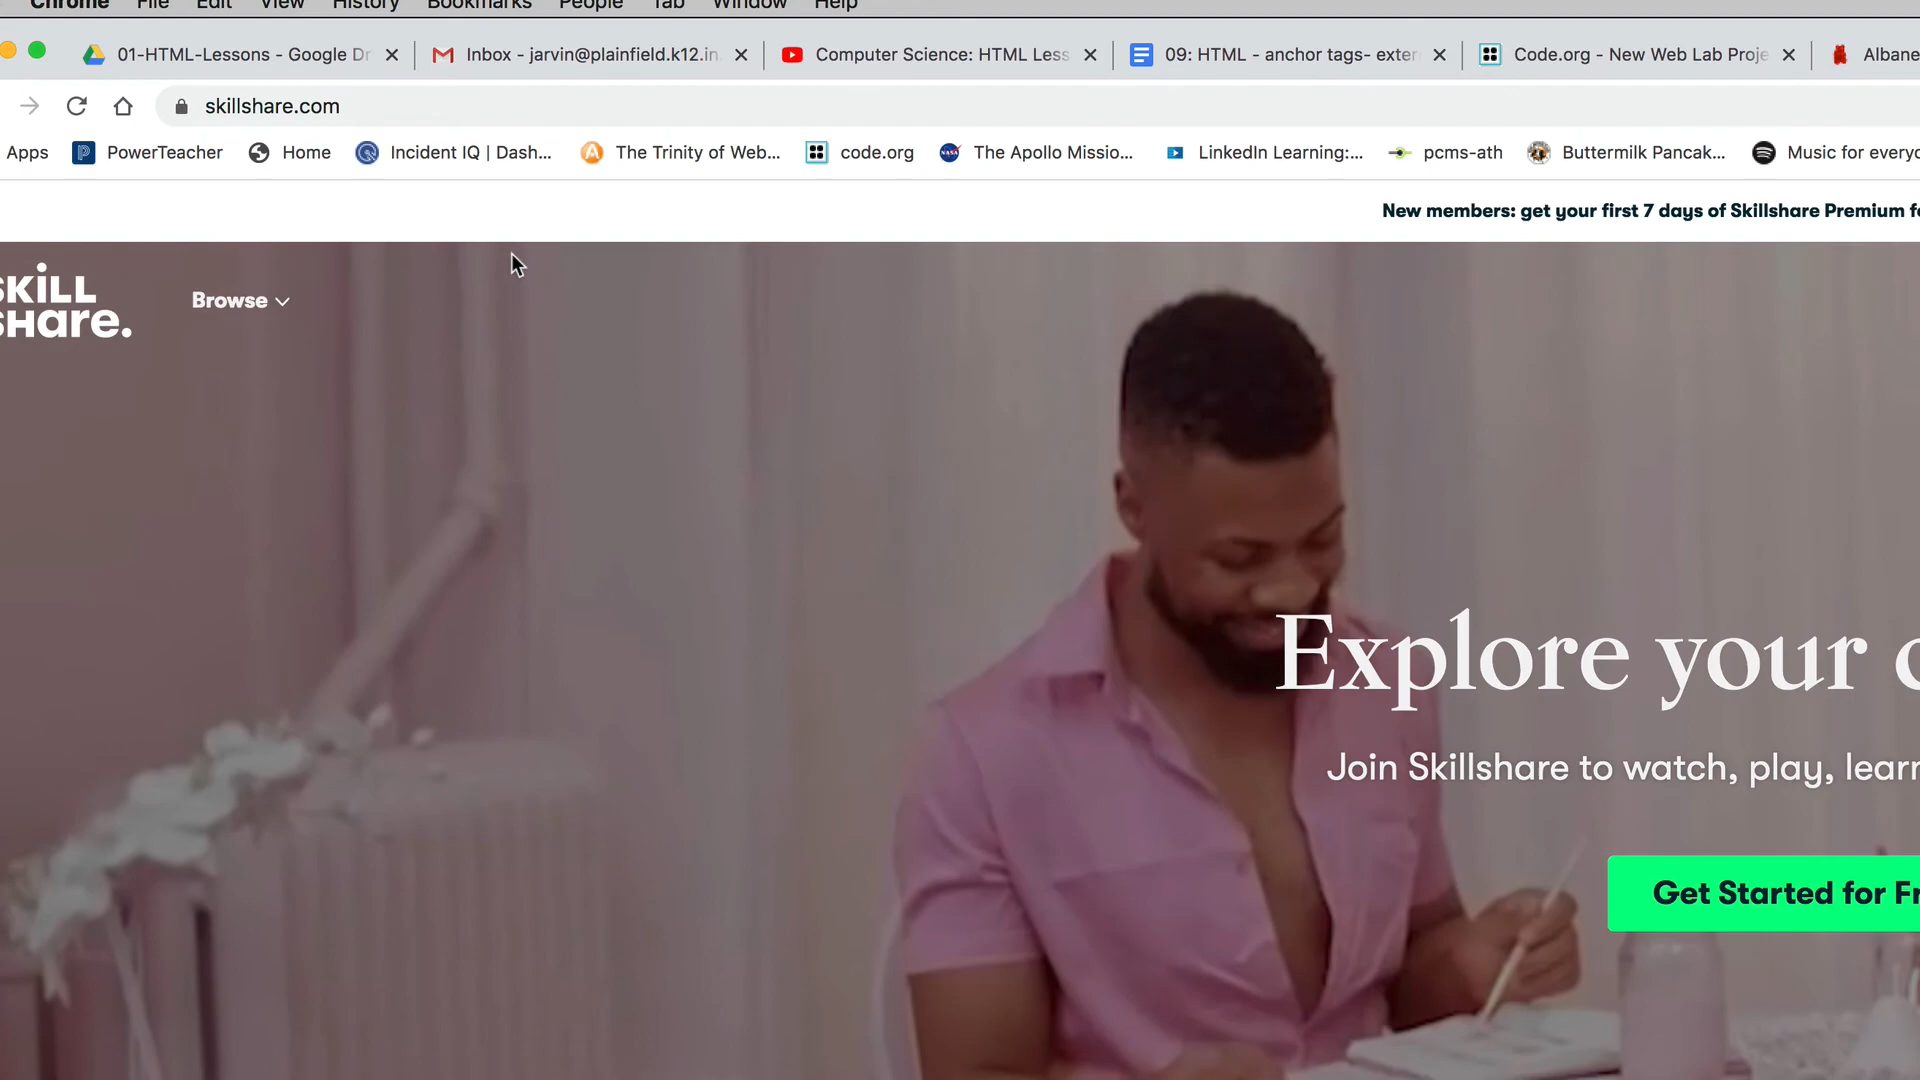 Chrome File Edit View History Bookmarks People Tab Window Help
01-HTML-Lessons - Google Dr Inbox - jarvin@plainfield.k12.in. Computer Science: HTML Less 09: HTML - anchor tags- exter Code.org - New Web Lab Proje Albane
skillshare.com
Apps PowerTeacher Home Incident IQ | Dash... The Trinity of Web... code.org The Apollo Missio... LinkedIn Learning:... pcms-ath Buttermilk Pancak... Music for everyo
New members: get your first 7 days of Skillshare Premium f
SKILL
SHare.
Browse
Explore your c
Join Skillshare to watch, play, learn
Get Started for Fr